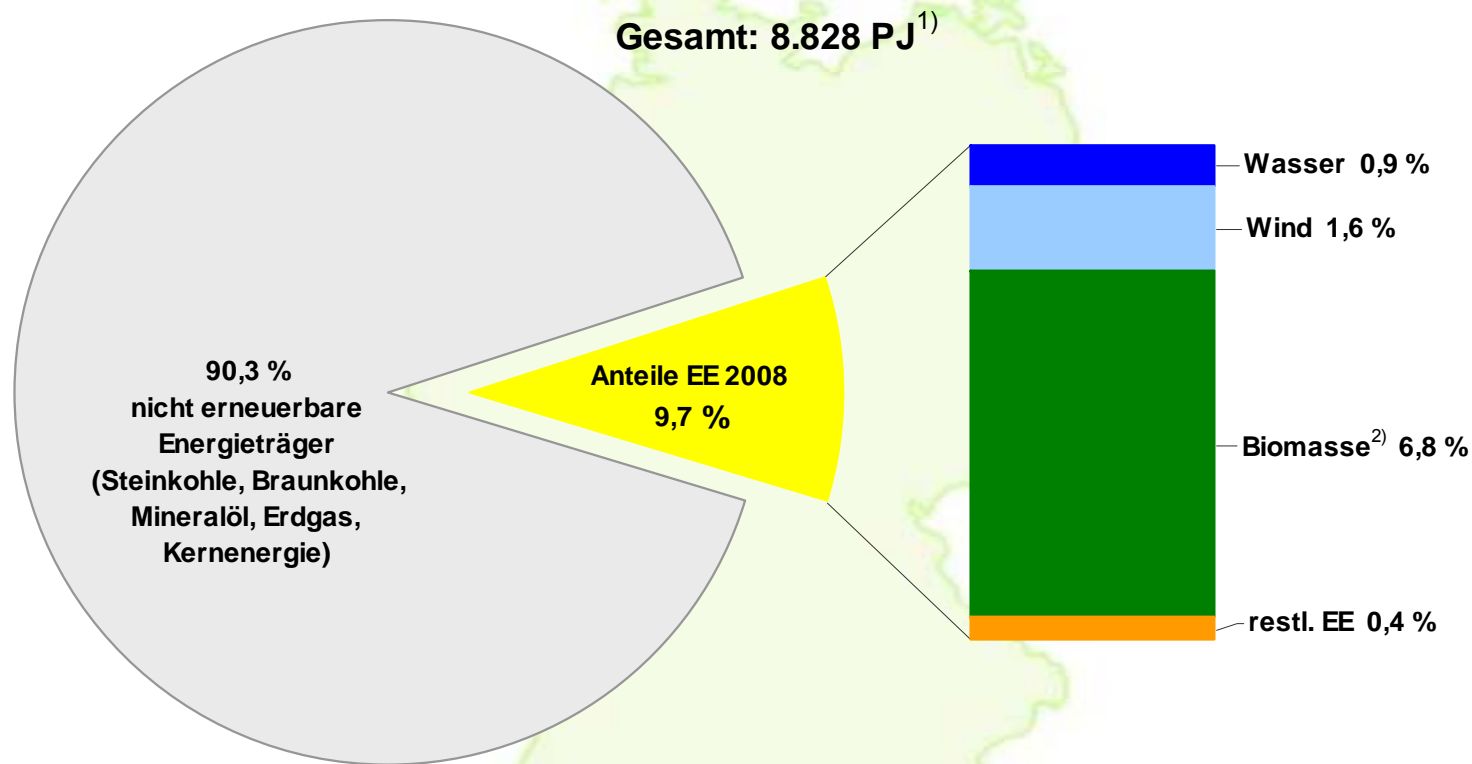 Gesamt: 8.828 PJ1)
Wasser 0,9 %
Wind 1,6 %
90,3 %
nicht erneuerbare
Energieträger
(Steinkohle, Braunkohle,
Mineralöl, Erdgas,
Kernenergie)
Anteile EE 2008
9,7 %
Biomasse2) 6,8 %
restl. EE 0,4 %